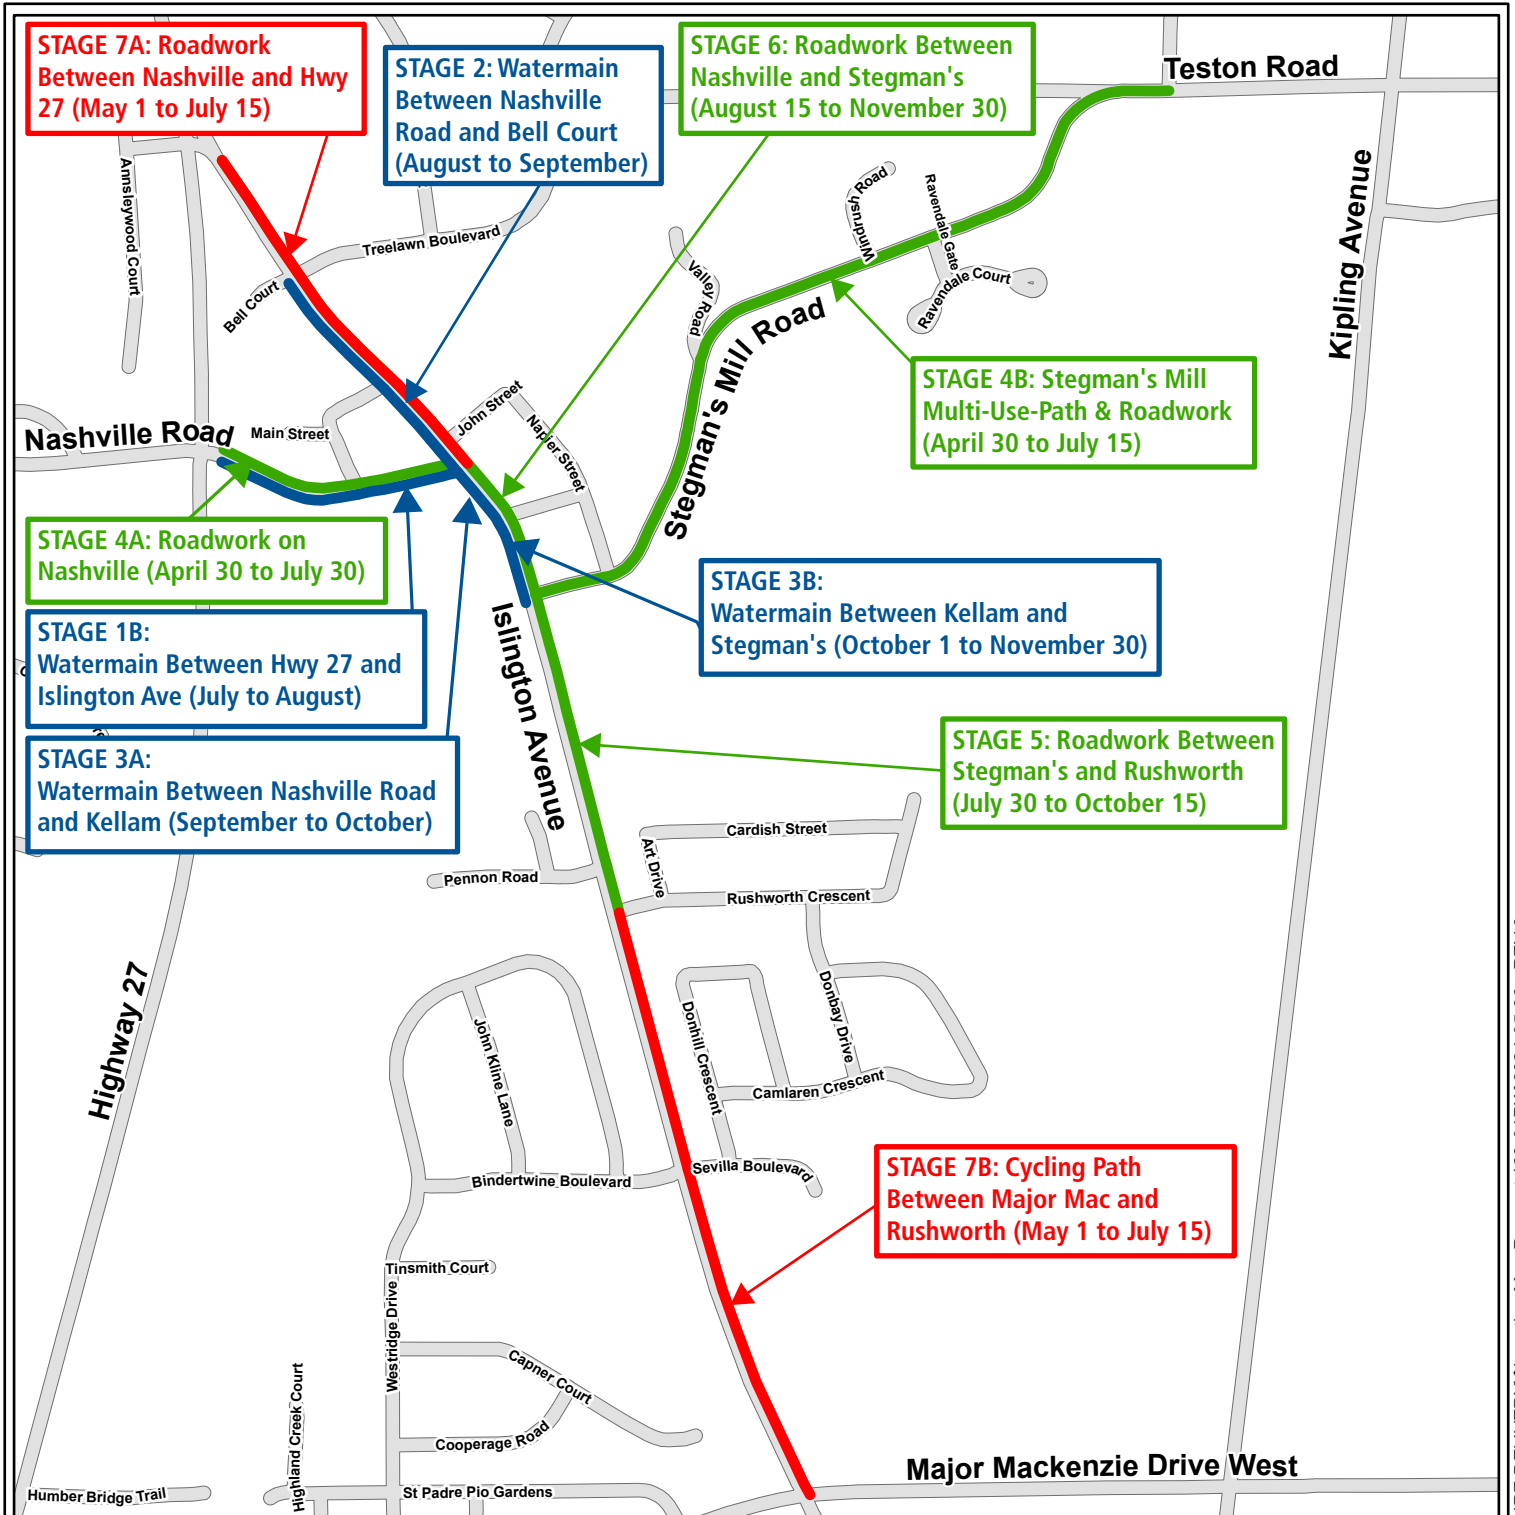 STAGE 7A: Roadwork
Between Nashville and Hwy
27 (May 1 to July 15)
STAGE 2: Watermain
Between Nashville
Road and Bell Court
(August to September)
STAGE 6: Roadwork Between
Nashville and Stegman's
(August 15 to November 30)
Teston Road
Annsleywood Court
Treelawn Boulevard
Bell Court
Windrush Road
Ravendale Gate
Ravendale Court
Valley Road
Kipling Avenue
Stegman's Mill Road
STAGE 4B: Stegman's Mill
Multi-Use-Path & Roadwork
(April 30 to July 15)
John Street
Napier Street
Main Street
Nashville Road
STAGE 4A: Roadwork on
Nashville (April 30 to July 30)
STAGE 3B:
Watermain Between Kellam and
Stegman's (October 1 to November 30)
STAGE 1B:
Watermain Between Hwy 27 and
Islington Ave (July to August)
Islington Avenue
STAGE 3A:
Watermain Between Nashville Road
and Kellam (September to October)
STAGE 5: Roadwork Between
Stegman's and Rushworth
(July 30 to October 15)
Cardish Street
Art Drive
Pennon Road
Rushworth Crescent
Highway 27
John Kline Lane
Donhill Crescent
Donbay Drive
Camlaren Crescent
Sevilla Boulevard
Bindertwine Boulevard
STAGE 7B: Cycling Path
Between Major Mac and
Rushworth (May 1 to July 15)
Tinsmith Court
Westridge Drive
Capner Court
Cooperage Road
Highland Creek Court
Major Mackenzie Drive West
Humber Bridge Trail
St Padre Pio Gardens